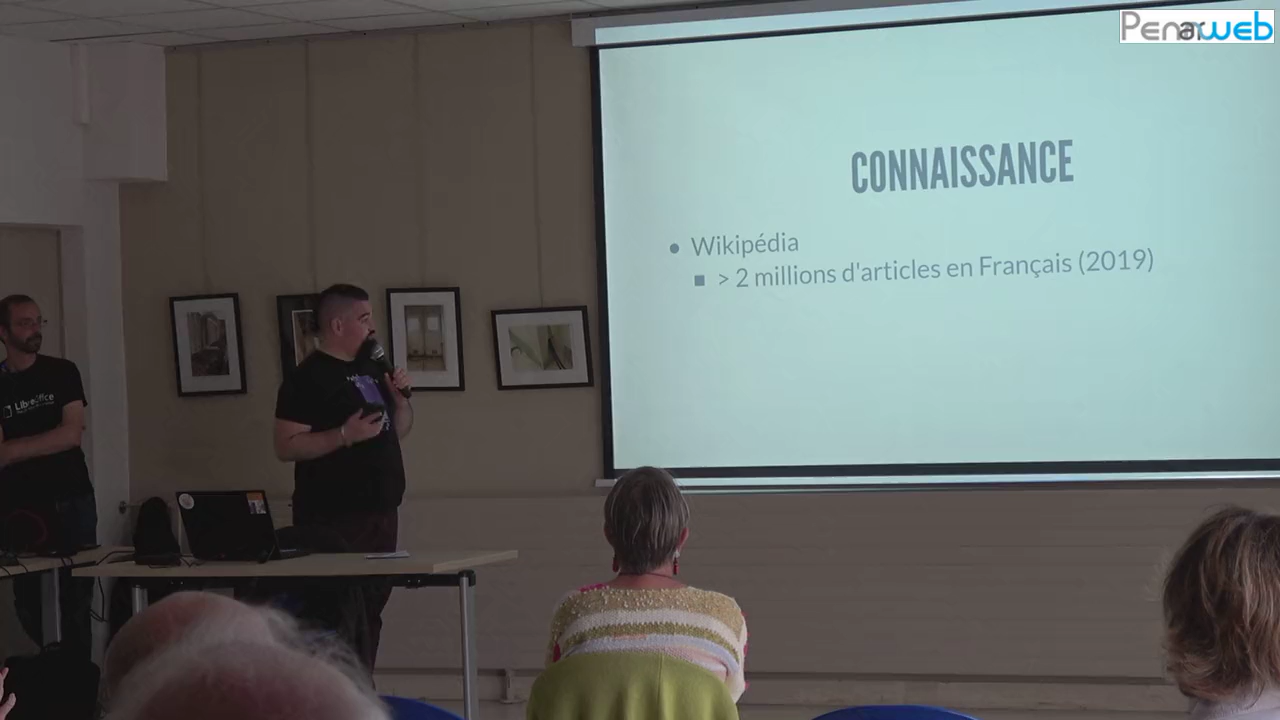 Penarweb
CONNAISSANCE
• Wikipédia
▪ > 2 millions d'articles en Français (2019)
LibreOffice